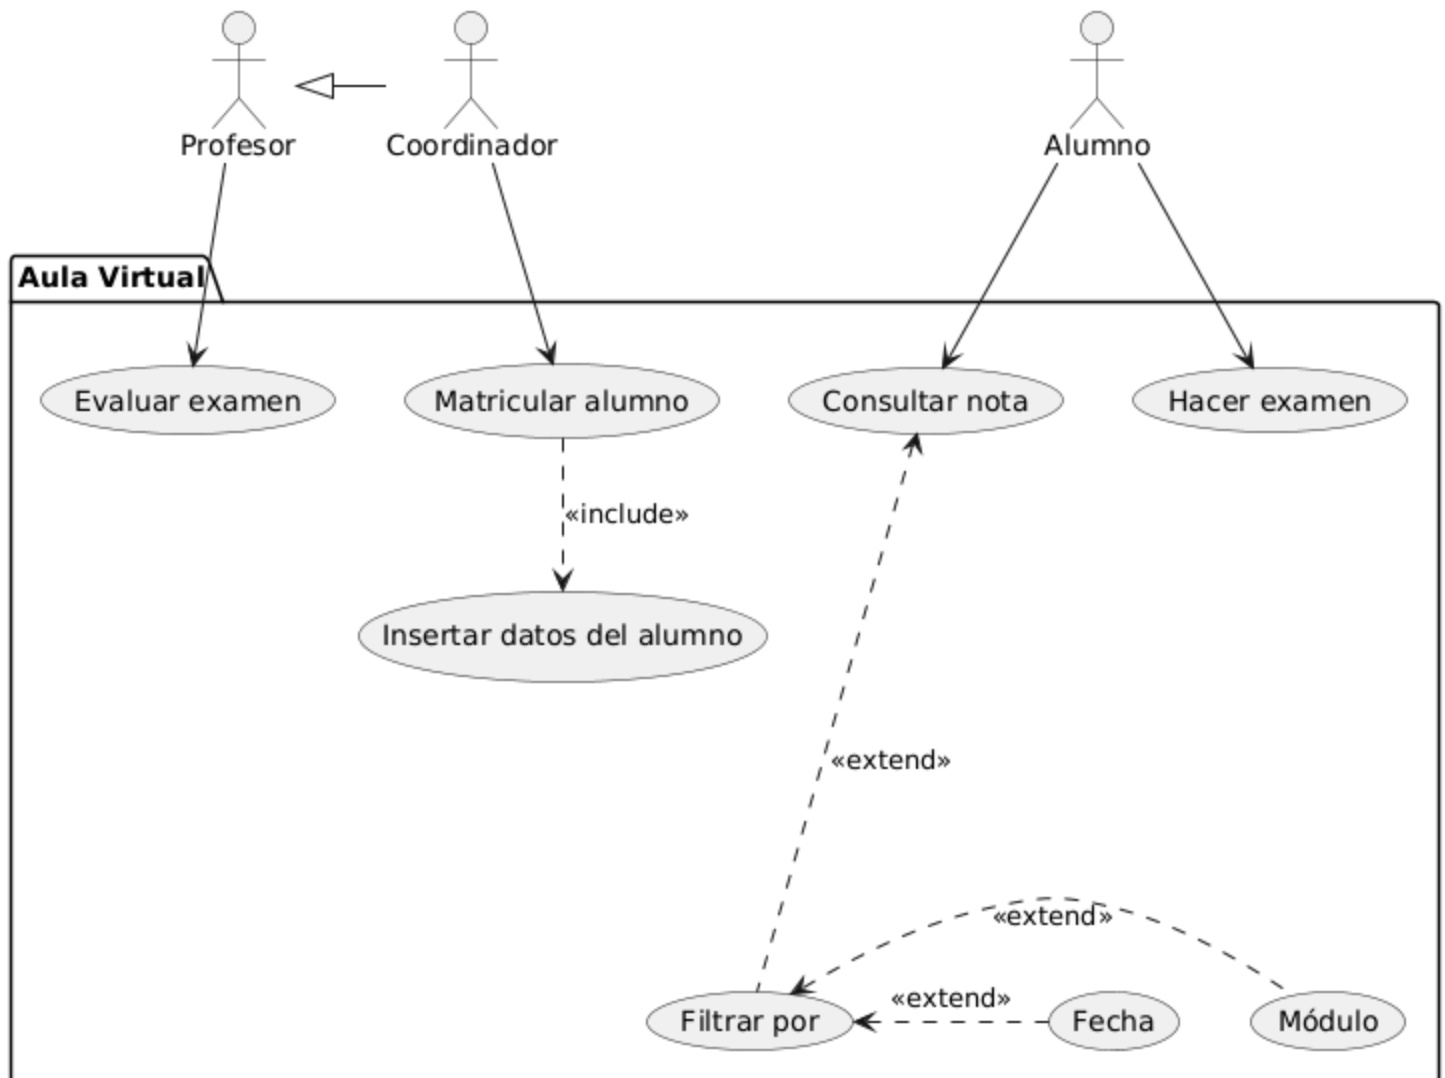 Profesor
Coordinador
Alumno
Aula Virtual
Evaluar examen
Matricular alumno
Consultar nota
Hacer examen
«include»
Insertar datos del alumno
«extend»
«extend»
«extend»
Filtrar por
Fecha
Módulo